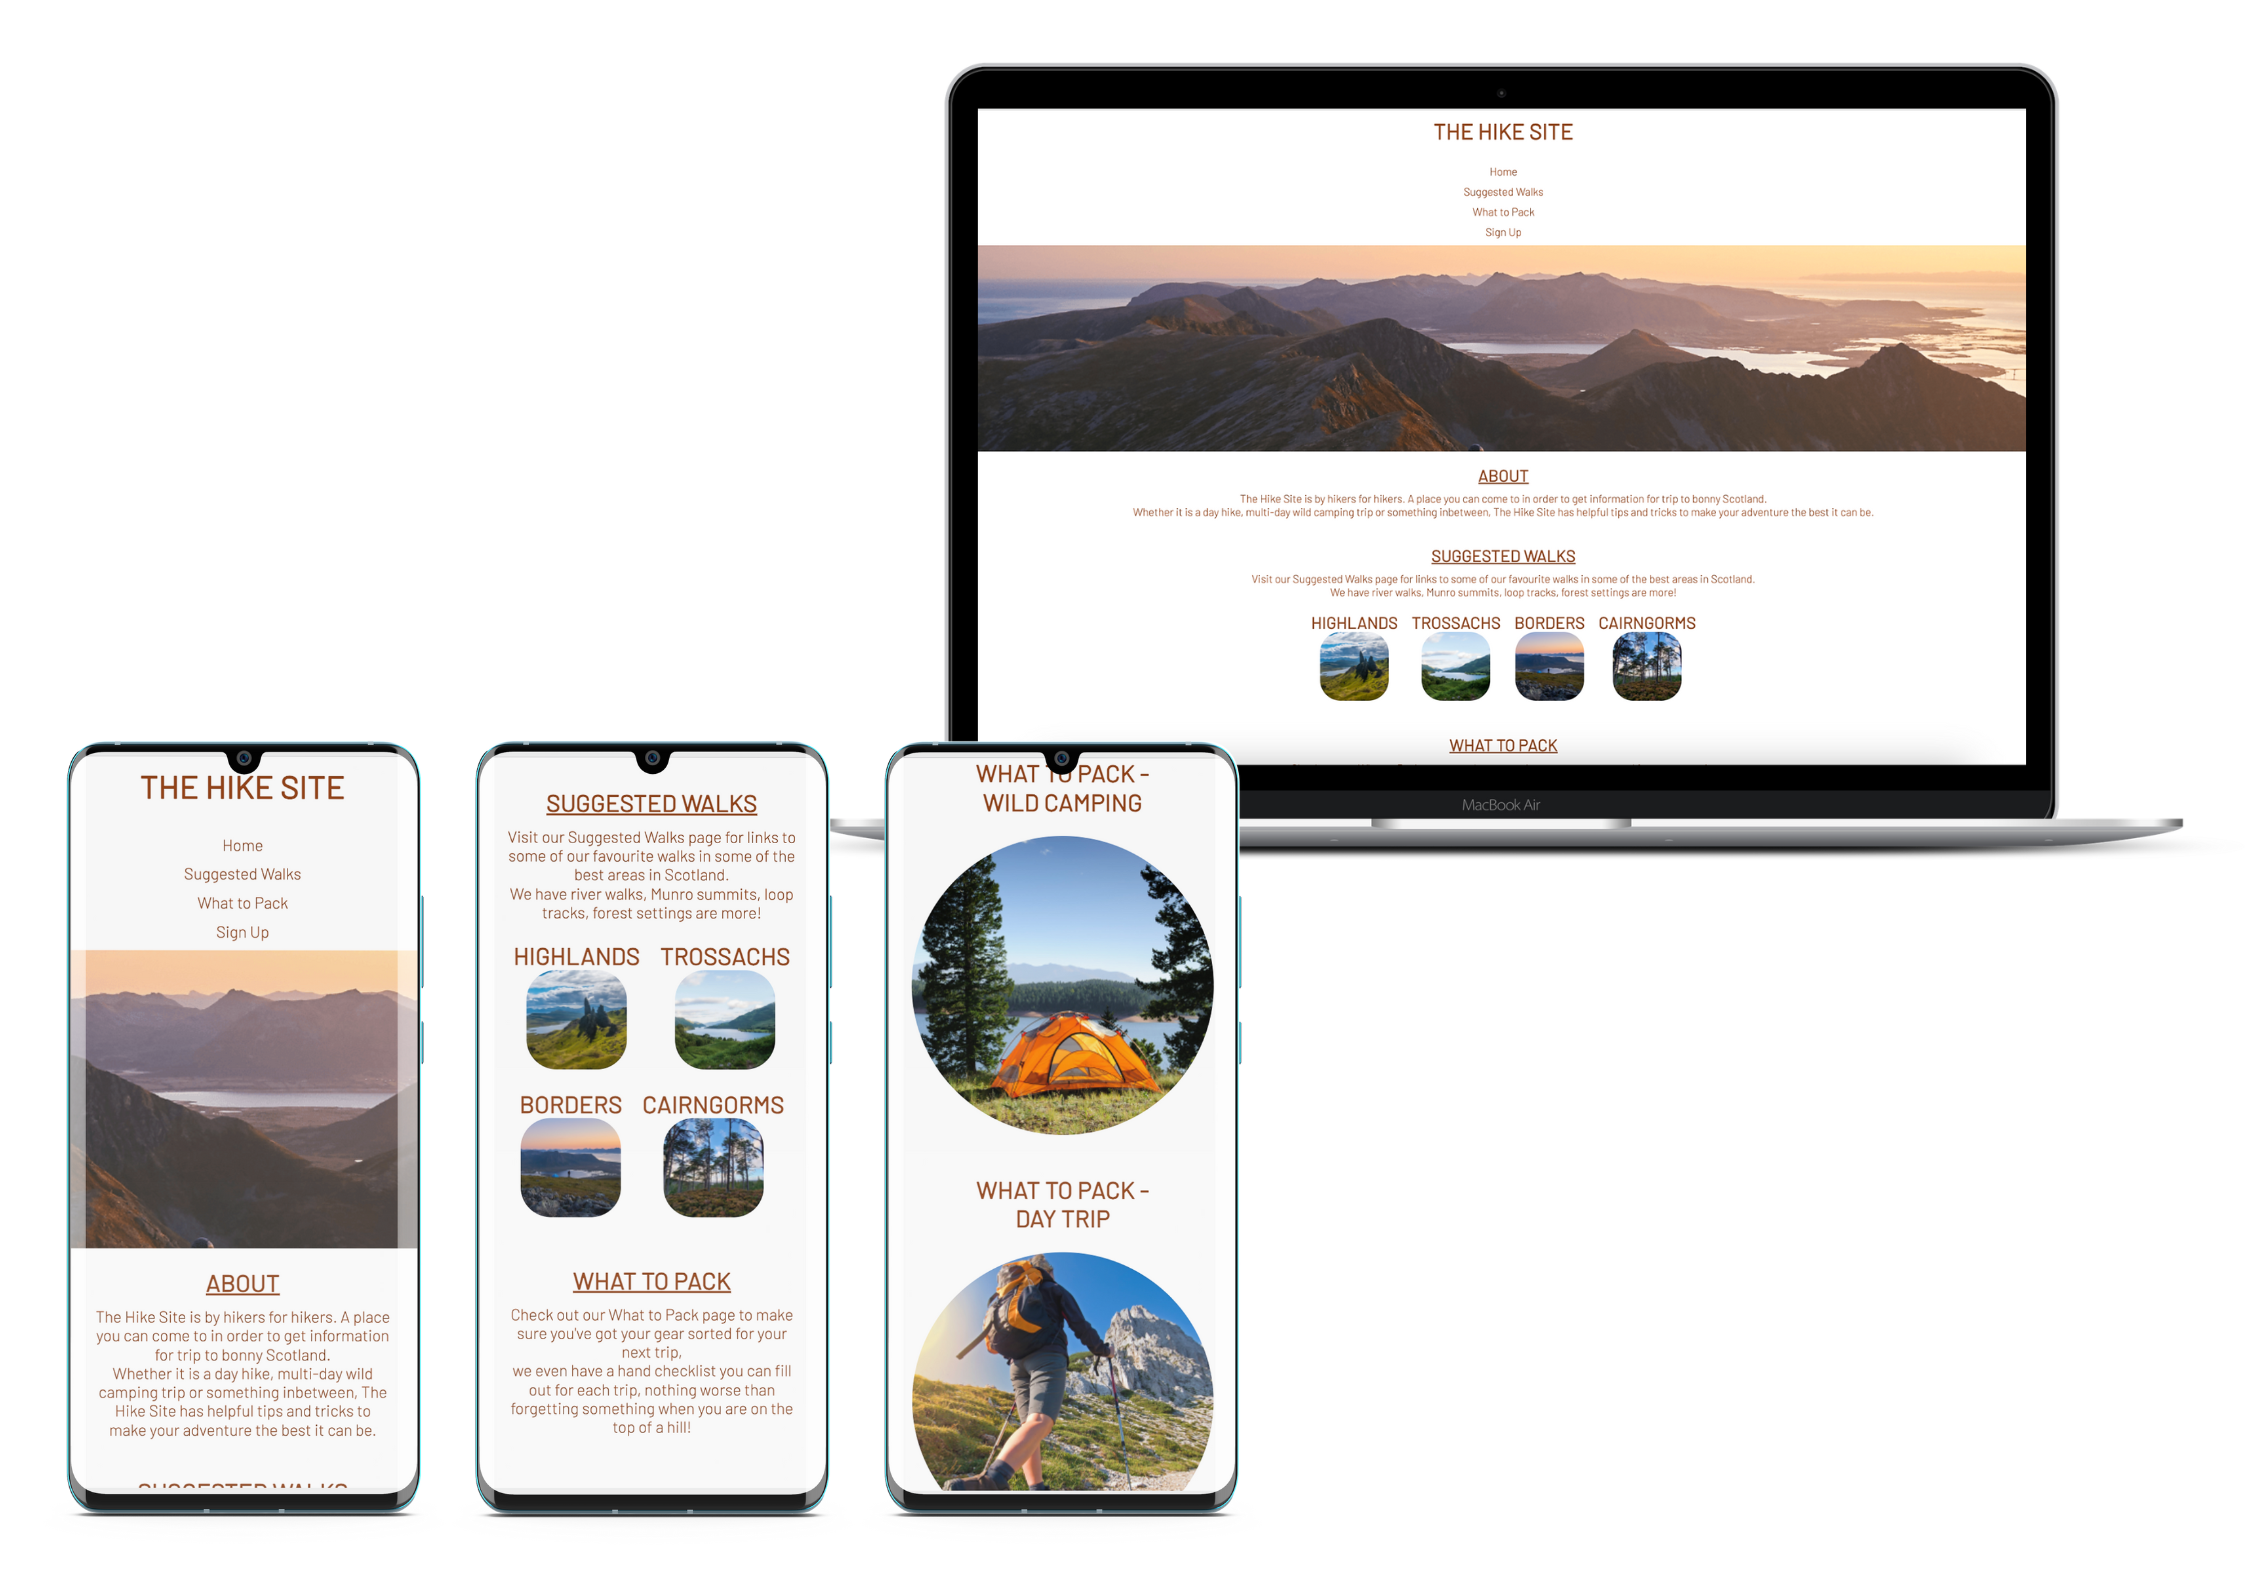 THE HIKE SITE
Home
Suggested Walks
What to Pack
Sign Up
ABOUT
The Hike Site is by hikers for hikers. A place you can come to in order to get information for trip to bonny Scotland.
Whether it is a day hike, multi-day wild camping trip or something inbetween, The Hike Site has helpful tips and tricks to make your adventure the best it can be.
SUGGESTED WALKS
Visit our Suggested Walks page for links to some of our favourite walks in some of the best areas in Scotland.
We have river walks, Munro summits, loop tracks, forest settings are more!
HIGHLANDS TROSSACHS BORDERS CAIRNGORMS
WHAT TO PACK
MacBook Air
THE HIKE SITE
Home
Suggested Walks
What to Pack
Sign Up
ABOUT
The Hike Site is by hikers for hikers. A place
you can come to in order to get information
for trip to bonny Scotland.
Whether it is a day hike, multi-day wild
camping trip or something inbetween, The
Hike Site has helpful tips and tricks to
make your adventure the best it can be.
SUGGESTED WALKS
SUGGESTED WALKS
Visit our Suggested Walks page for links to
some of our favourite walks in some of the
best areas in Scotland.
We have river walks, Munro summits, loop
tracks, forest settings are more!
HIGHLANDS TROSSACHS
BORDERS CAIRNGORMS
WHAT TO PACK
Check out our What to Pack page to make
sure you've got your gear sorted for your
next trip,
we even have a hand checklist you can fill
out for each trip, nothing worse than
forgetting something when you are on the
top of a hill!
WHAT TO PACK -
WILD CAMPING
WHAT TO PACK -
DAY TRIP